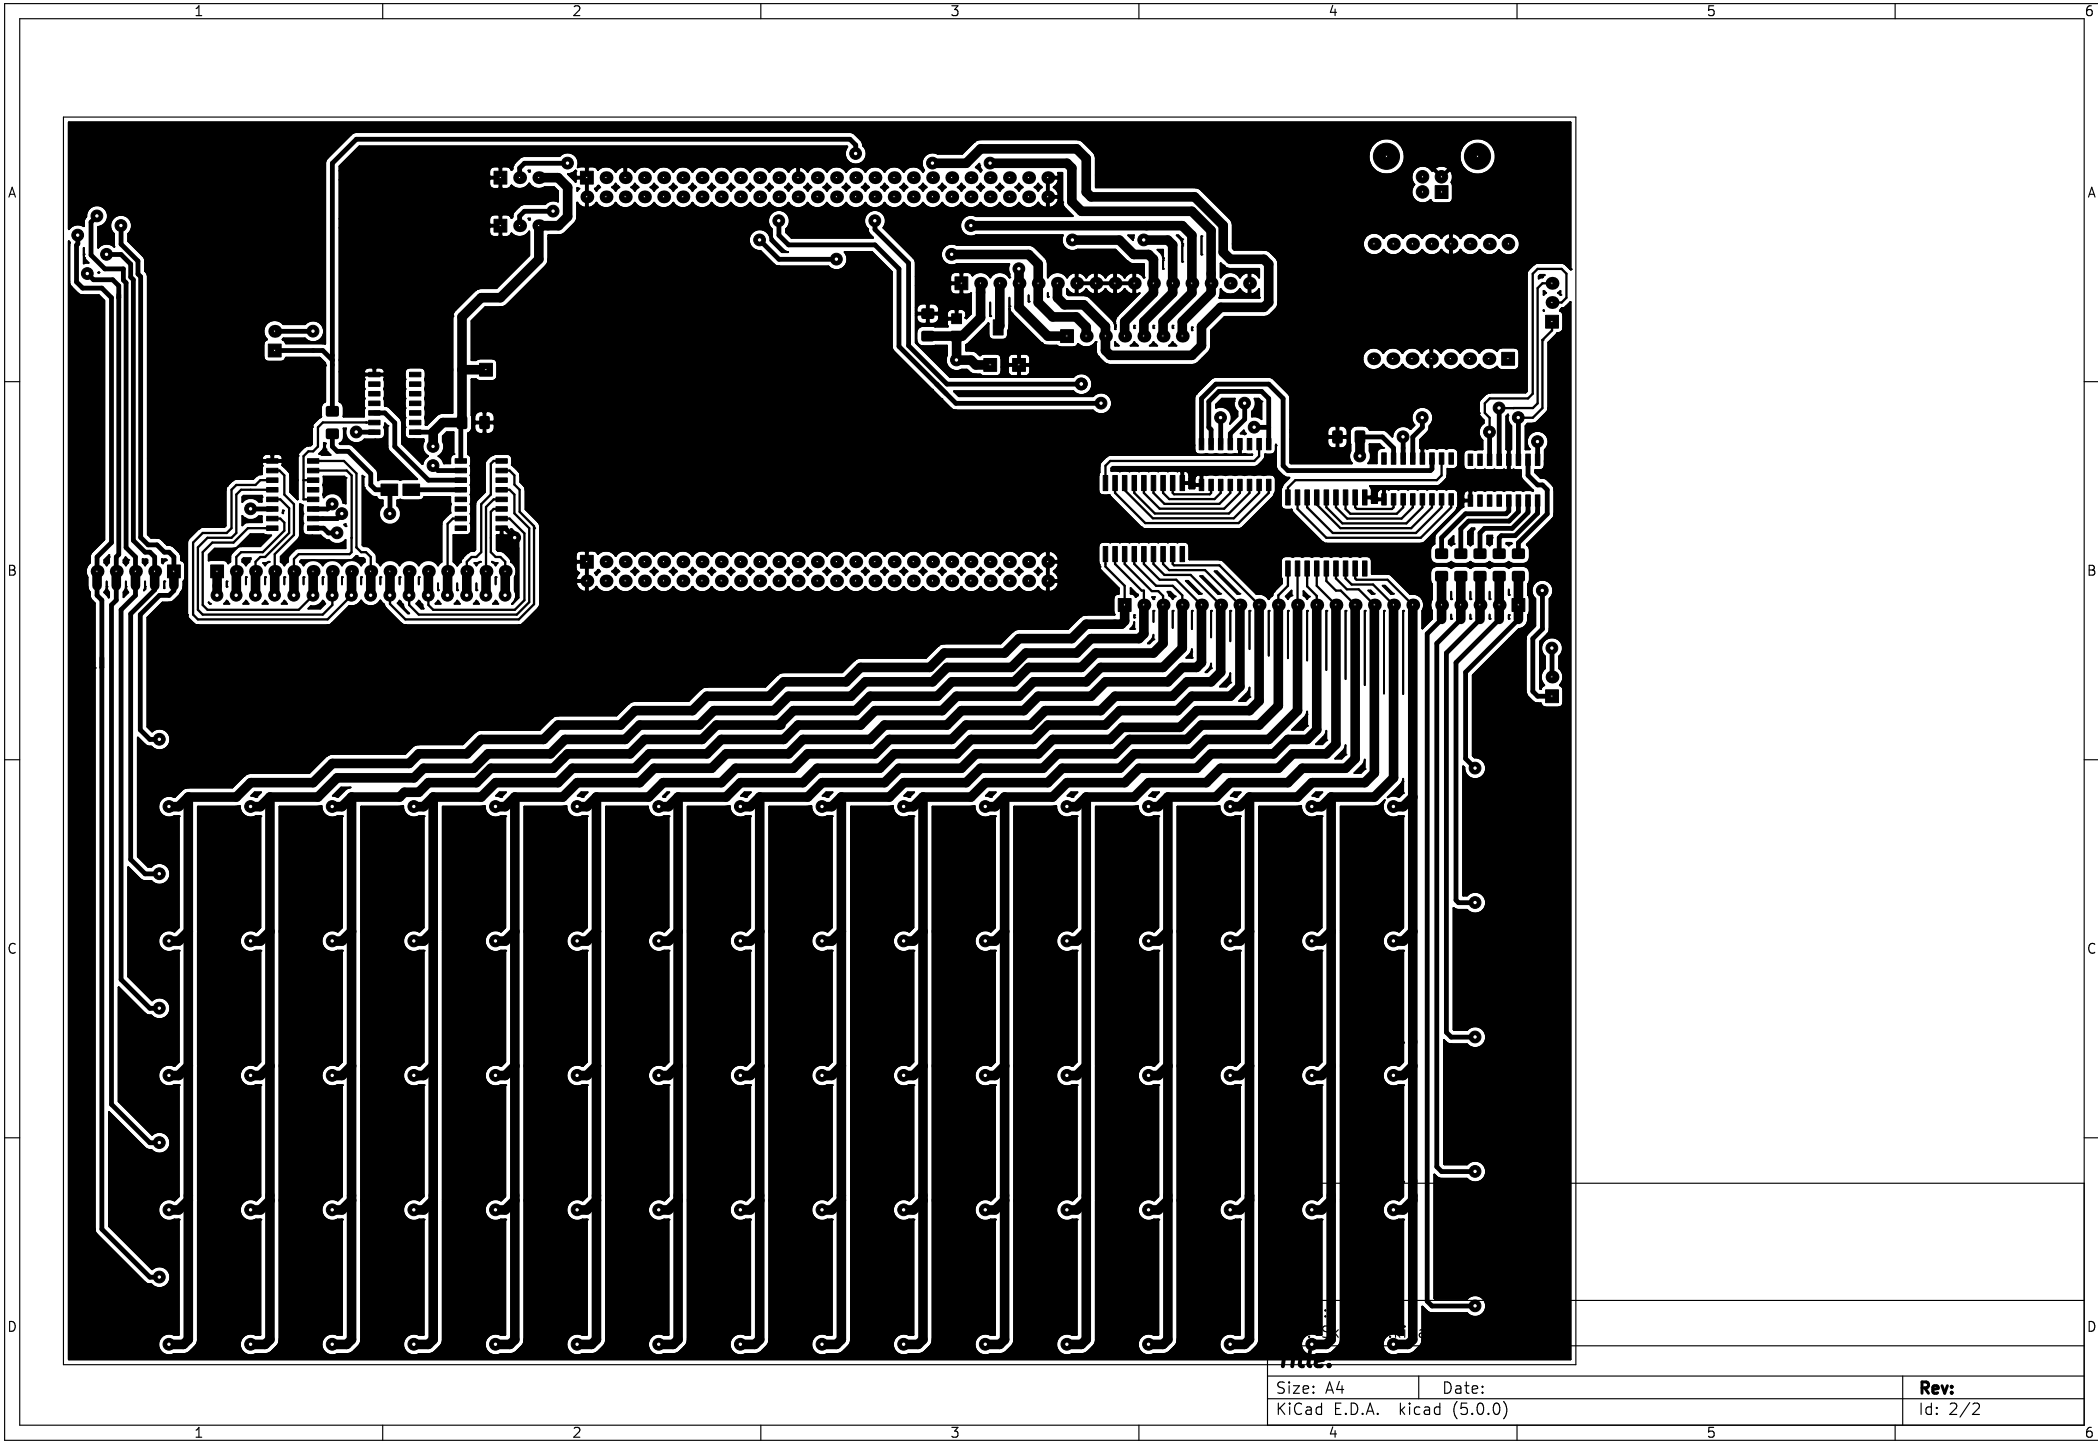 1 2 3 4 5 6
A A
B B
C C
D D
Title:
Size: A4 Date: Rev:
KiCad E.D.A. kicad (5.0.0) Id: 2/2
1 2 3 4 5 6